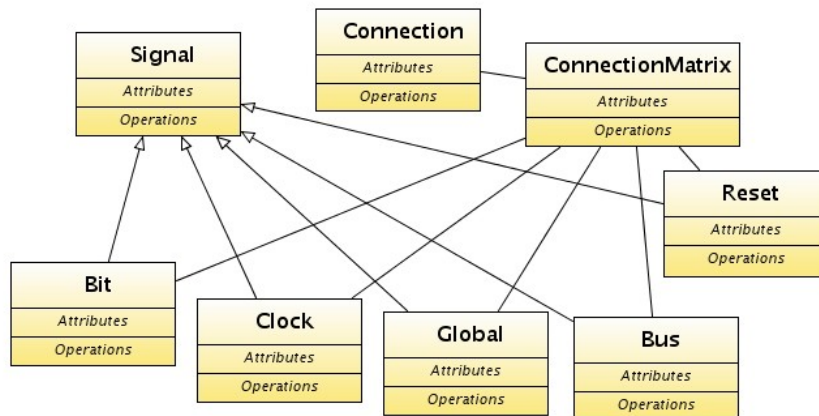 Signal
Attributes
Operations
Connection
Attributes
Operations
ConnectionMatrix
Attributes
Operations
Reset
Attributes
Operations
Bit
Attributes
Operations
Clock
Attributes
Operations
Global
Attributes
Operations
Bus
Attributes
Operations